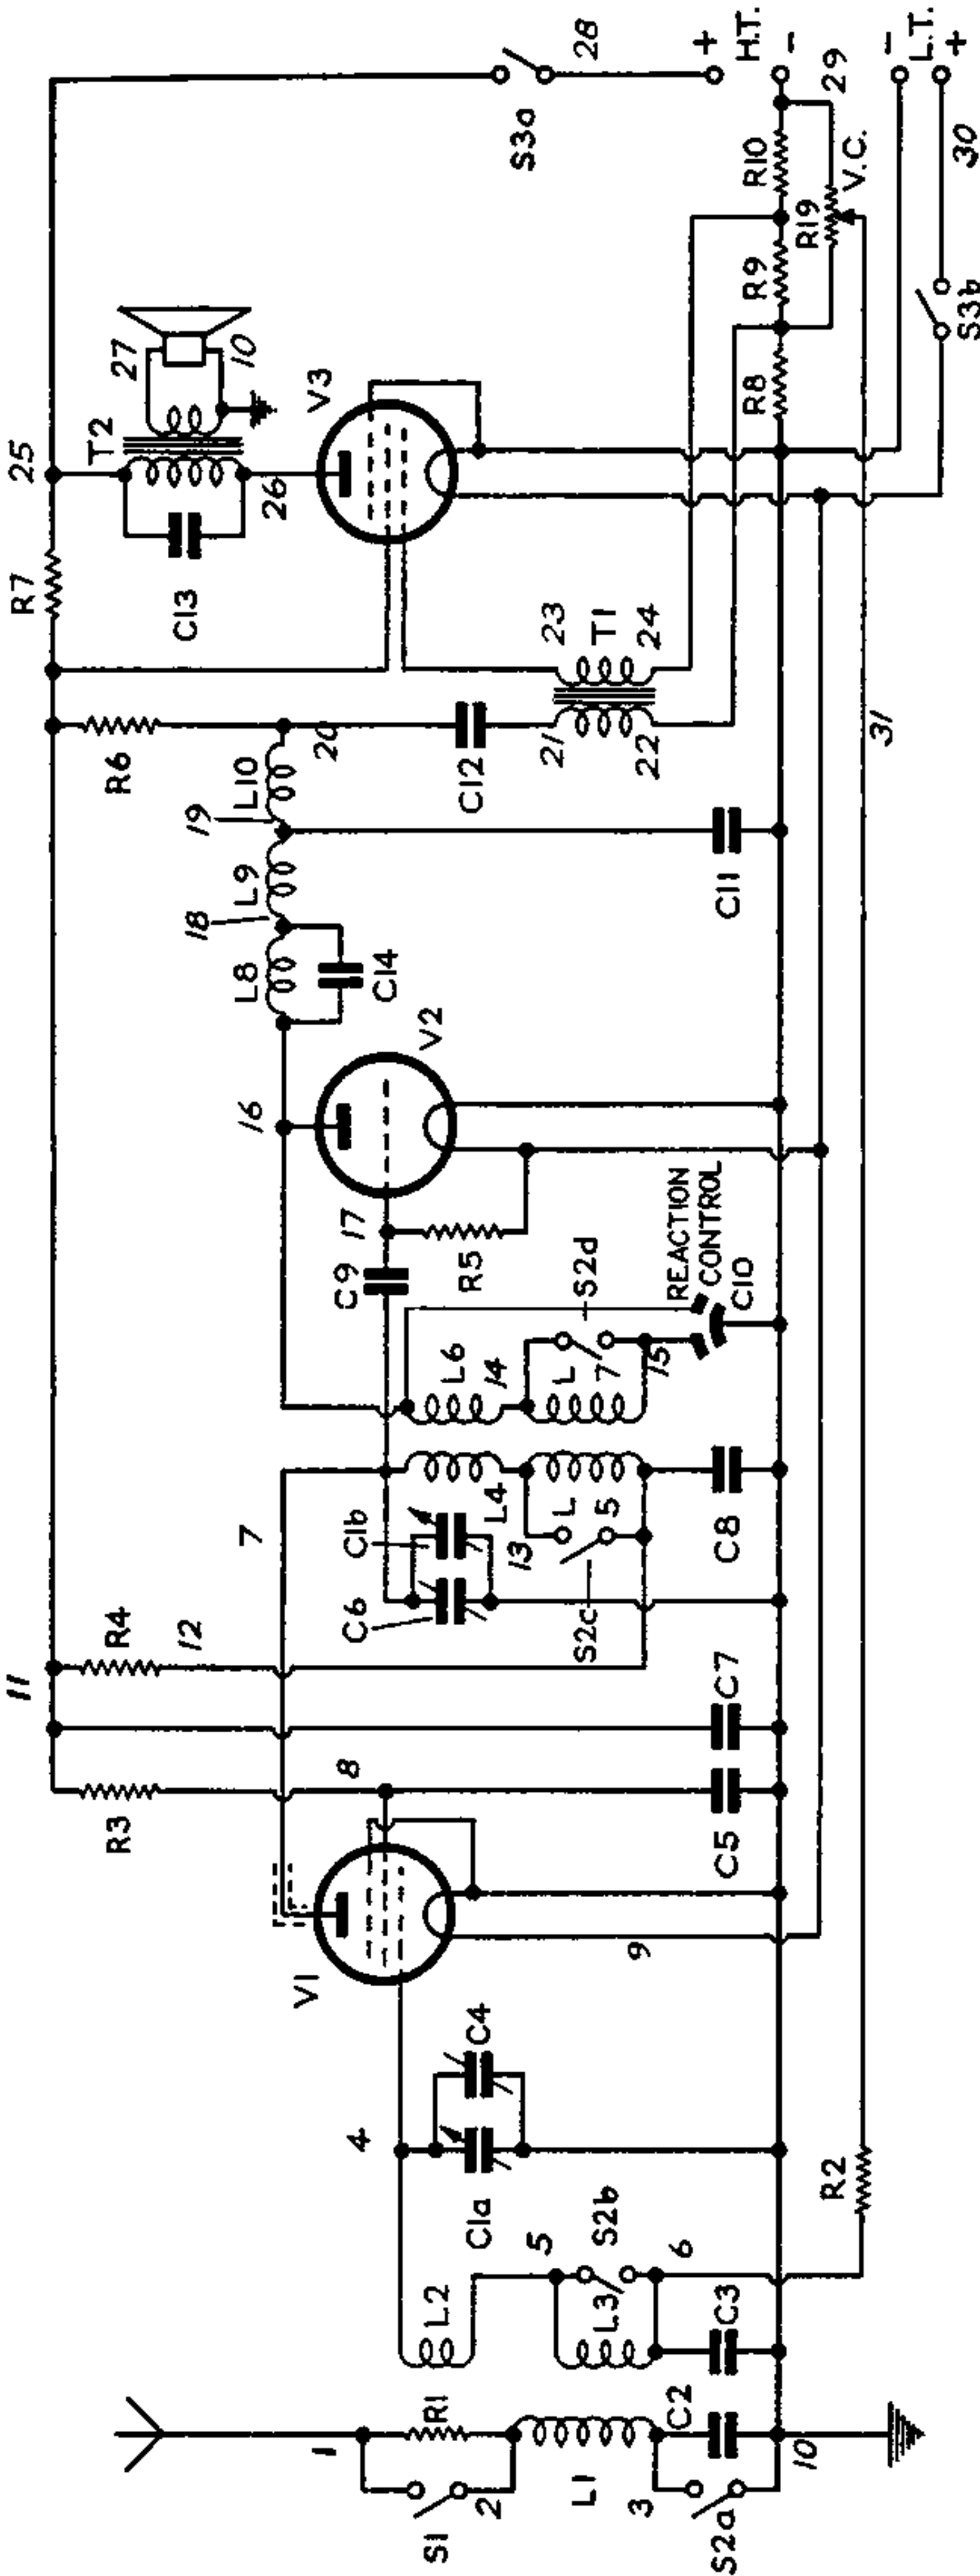 1
S1
2
R1
L1
3
S2a
C2
10
L2
5
L3
S2b
6
C3
4
C1a
C4
R2
V1
9
R3
8
C5
11
C7
R4
12
7
C6
C1b
L4
13
S2c
L
5
C8
L6
14
L
7
S2d
15
REACTION
CONTROL
C10
C9
17
R5
16
V2
L8
C14
18
L9
19
L10
C11
R6
20
C12
21
22
T1
23
24
31
R7
25
C13
T2
26
27
10
V3
R8
R9
R10
R19
V.C.
29
S3a
28
+
H.T.
-
-
L.T.
+
30
S3b